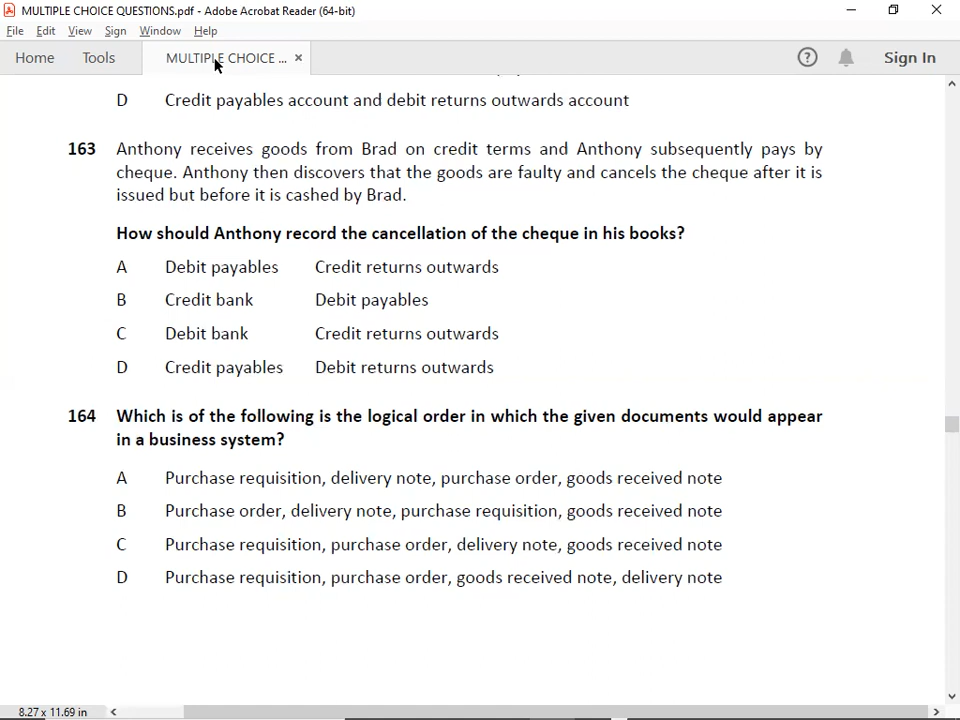 MULTIPLE CHOICE QUESTIONS.pdf - Adobe Acrobat Reader (64-bit)
File Edit View Sign Window Help
Home Tools MULTIPLE CHOICE ... × Sign In
D Credit payables account and debit returns outwards account
163 Anthony receives goods from Brad on credit terms and Anthony subsequently pays by
cheque. Anthony then discovers that the goods are faulty and cancels the cheque after it is
issued but before it is cashed by Brad.
How should Anthony record the cancellation of the cheque in his books?
A Debit payables Credit returns outwards
B Credit bank Debit payables
C Debit bank Credit returns outwards
D Credit payables Debit returns outwards
164 Which is of the following is the logical order in which the given documents would appear
in a business system?
A Purchase requisition, delivery note, purchase order, goods received note
B Purchase order, delivery note, purchase requisition, goods received note
C Purchase requisition, purchase order, delivery note, goods received note
D Purchase requisition, purchase order, goods received note, delivery note
8.27 x 11.69 in